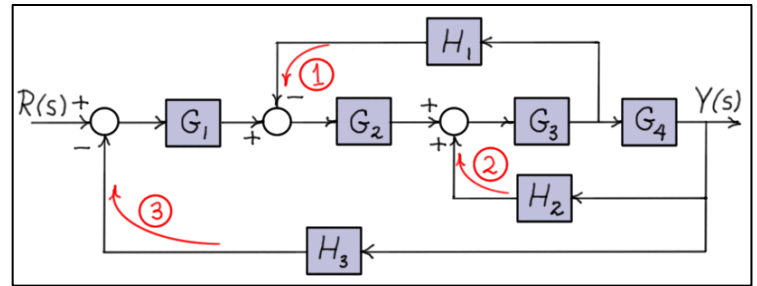 H₁
①
R(s) + G₁ + − G₂ + + G₃ G₄ Y(s)
−
②
H₂
③
H₃